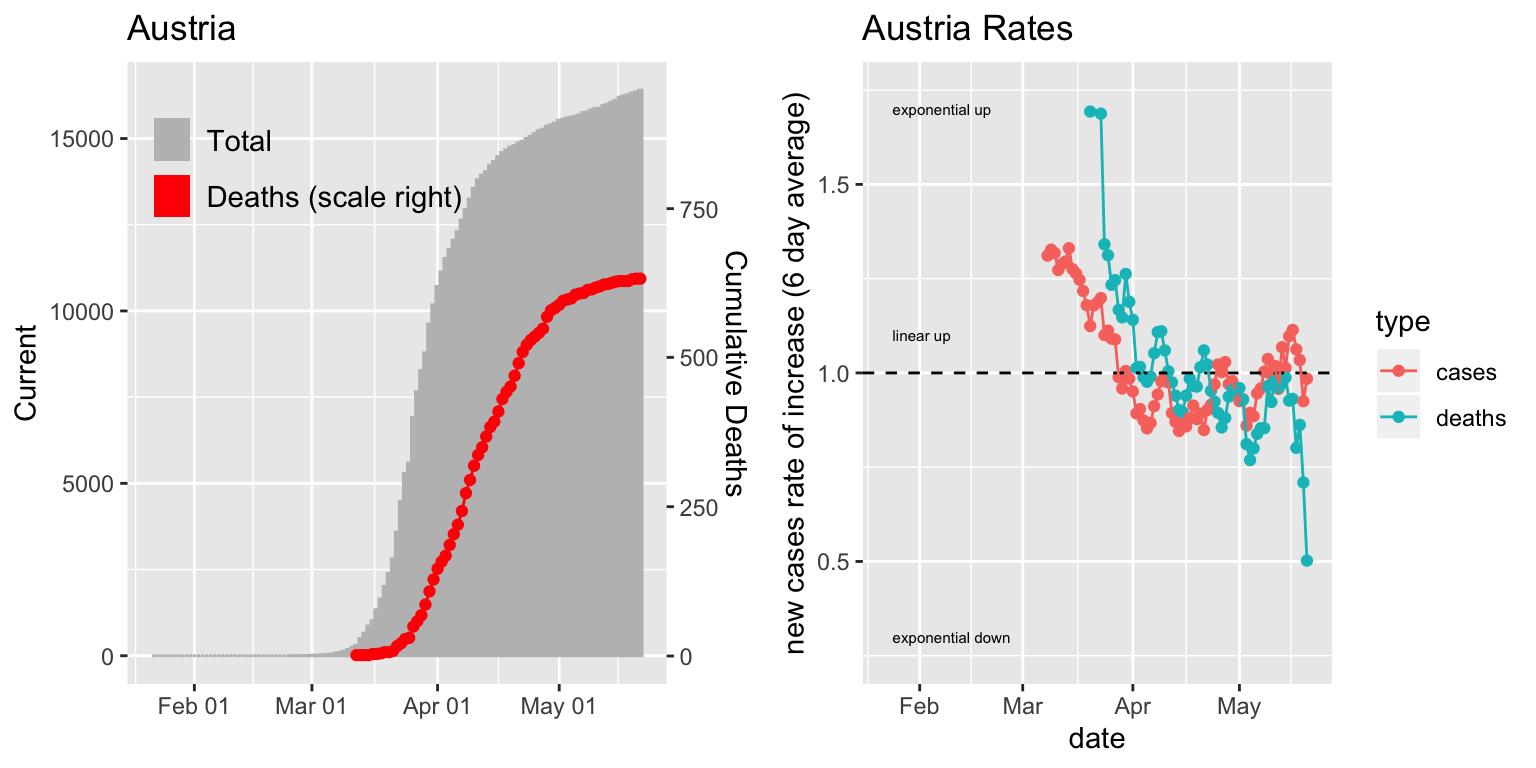 Austria
Total
Deaths (scale right)
Current
15000
10000
5000
0
750
500
250
0
Cumulative Deaths
Feb 01
Mar 01
Apr 01
May 01
Austria Rates
new cases rate of increase (6 day average)
1.5
1.0
0.5
exponential up
linear up
exponential down
Feb
Mar
Apr
May
date
type
cases
deaths